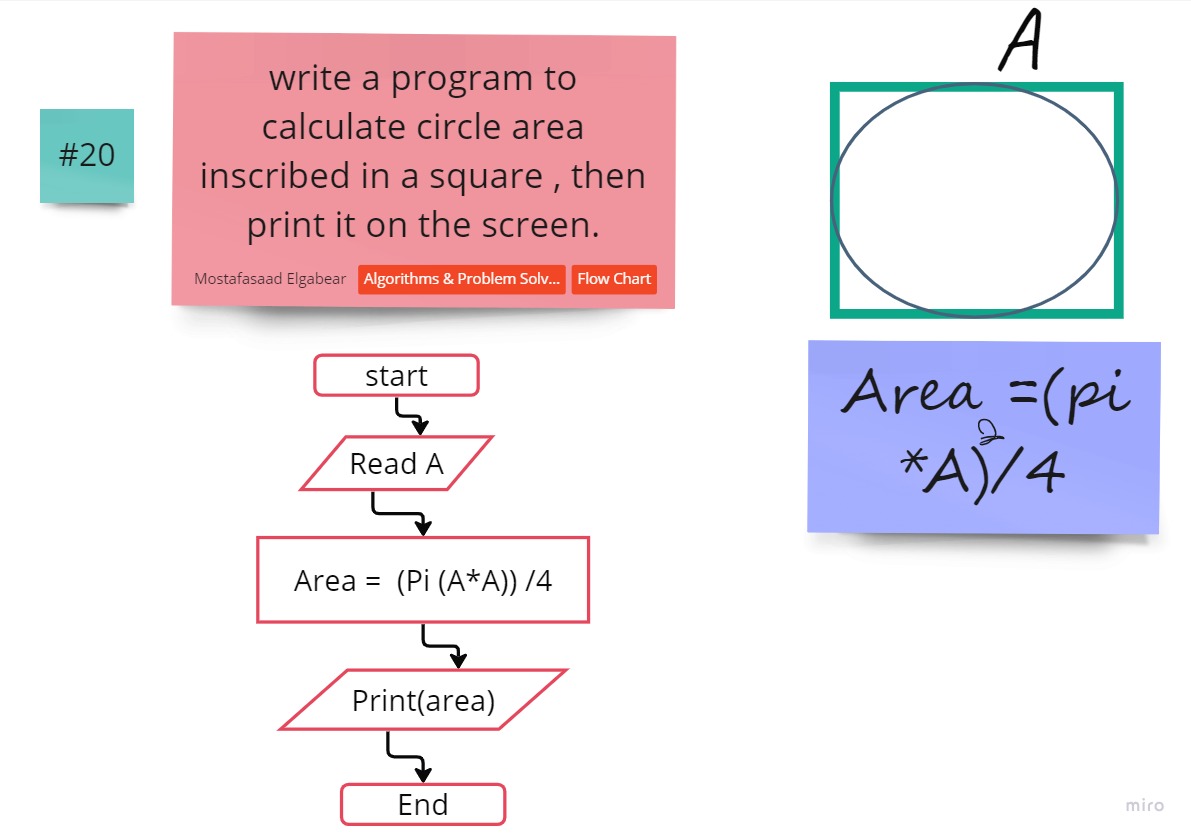 #20
write a program to
calculate circle area
inscribed in a square , then
print it on the screen.
Mostafasaad Elgabear Algorithms & Problem Solv... Flow Chart
A
Area =(pi
*A)²/4
start
Read A
Area = (Pi (A*A)) /4
Print(area)
End
miro